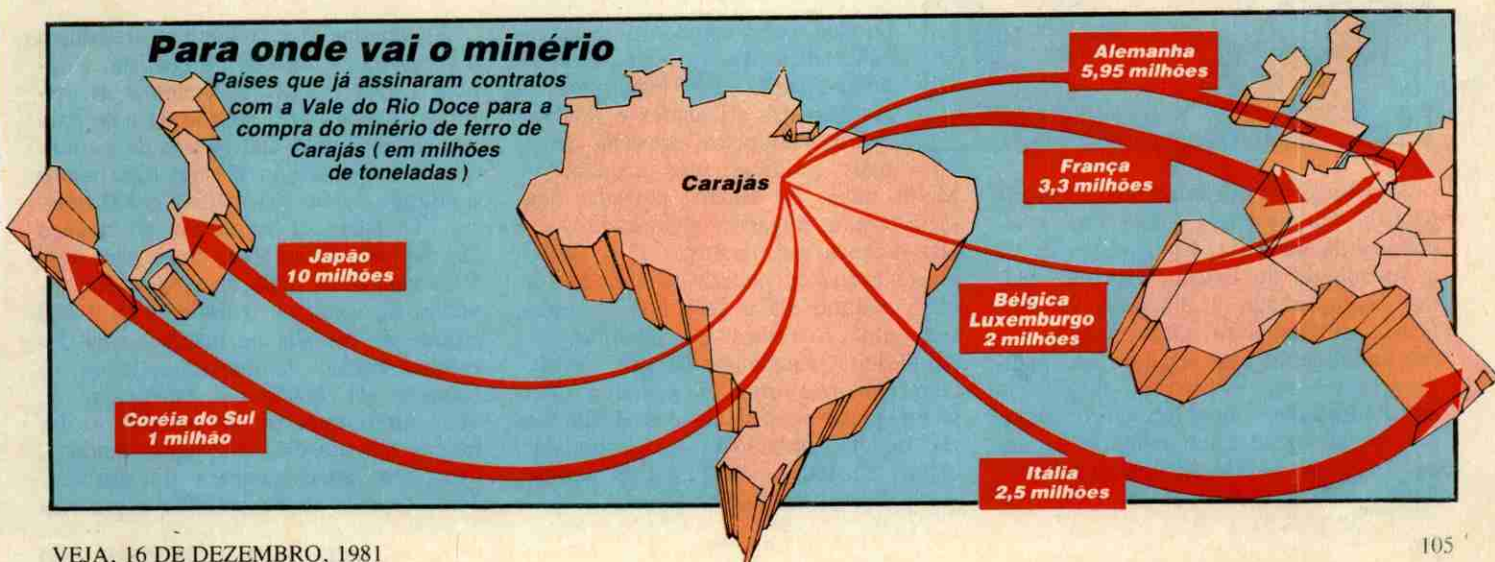 Para onde vai o minério
Países que já assinaram contratos
com a Vale do Rio Doce para a
compra do minério de ferro de
Carajás ( em milhões
de toneladas )
Alemanha
5,95 milhões
França
3,3 milhões
Carajás
Japão
10 milhões
Bélgica
Luxemburgo
2 milhões
Coréia do Sul
1 milhão
Itália
2,5 milhões
VEJA, 16 DE DEZEMBRO, 1981
105